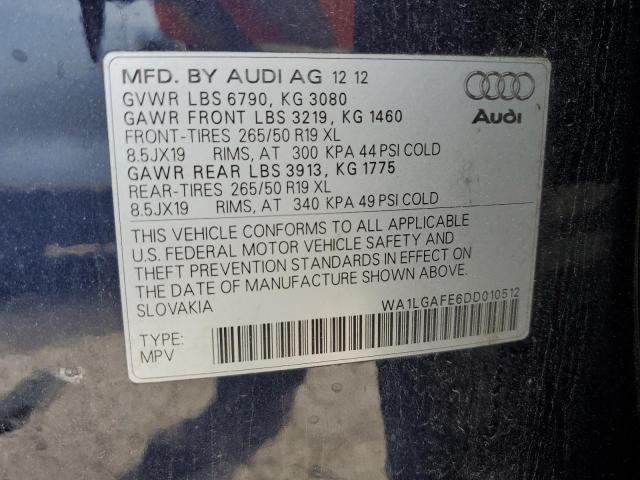 MFD. BY AUDI AG 12 12
GVWR LBS 6790, KG 3080
GAWR FRONT LBS 3219, KG 1460
FRONT-TIRES 265/50 R19 XL
8.5JX19 RIMS, AT 300 KPA 44 PSI COLD
GAWR REAR LBS 3913, KG 1775
REAR-TIRES 265/50 R19 XL
8.5JX19 RIMS, AT 340 KPA 49 PSI COLD
Audi
THIS VEHICLE CONFORMS TO ALL APPLICABLE
U.S. FEDERAL MOTOR VEHICLE SAFETY AND
THEFT PREVENTION STANDARDS IN EFFECT ON
THE DATE OF MANUFACTURE SHOWN ABOVE.
SLOVAKIA WA1LGAFE6DD010512
TYPE:
MPV